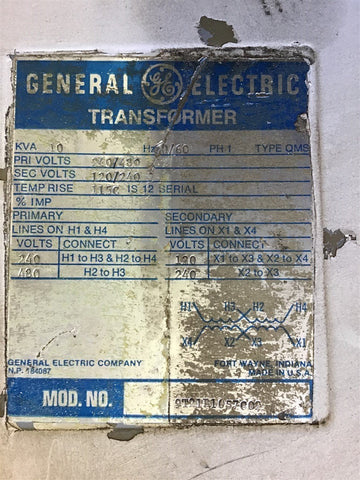 GENERAL GE ELECTRIC
TRANSFORMER
KVA 10 Hz /60 PH 1 TYPE QMS
PRI VOLTS 240/480
SEC VOLTS 120/240
TEMP RISE 115C IS 12 SERIAL
% IMP
PRIMARY SECONDARY
LINES ON H1 & H4 LINES ON X1 & X4
VOLTS CONNECT VOLTS CONNECT
240 H1 to H3 & H2 to H4 120 X1 to X3 & X2 to X4
480 H2 to H3 240 X2 to X3
H1 H3 H2 H4
X4 X2 X3 X1
GENERAL ELECTRIC COMPANY FORT WAYNE, INDIANA
N.P. 164087 MADE IN U.S.A.
MOD. NO.